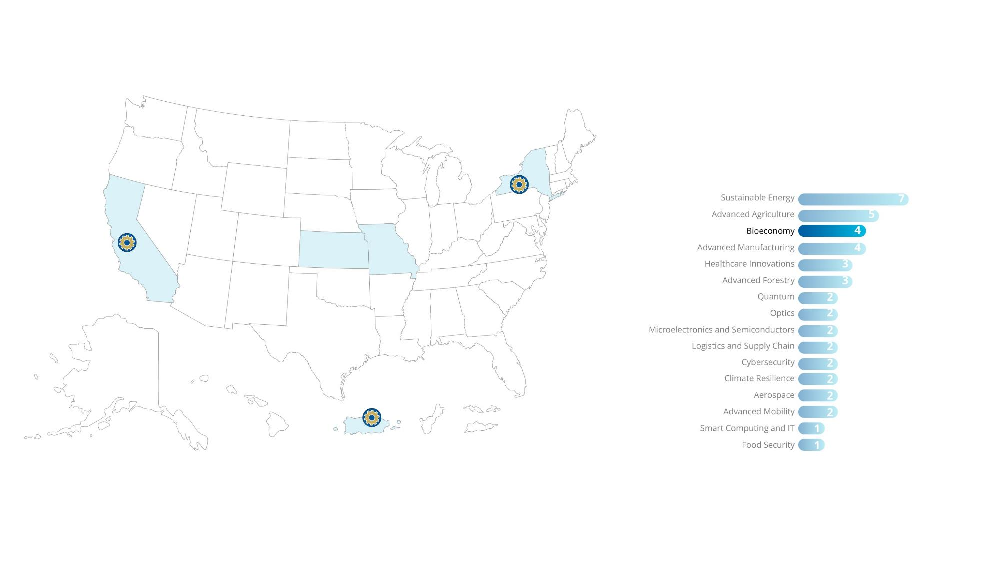 Sustainable Energy 7
Advanced Agriculture 5
Bioeconomy 4
Advanced Manufacturing 4
Healthcare Innovations 3
Advanced Forestry 3
Quantum 2
Optics 2
Microelectronics and Semiconductors 2
Logistics and Supply Chain 2
Cybersecurity 2
Climate Resilience 2
Aerospace 2
Advanced Mobility 2
Smart Computing and IT 1
Food Security 1